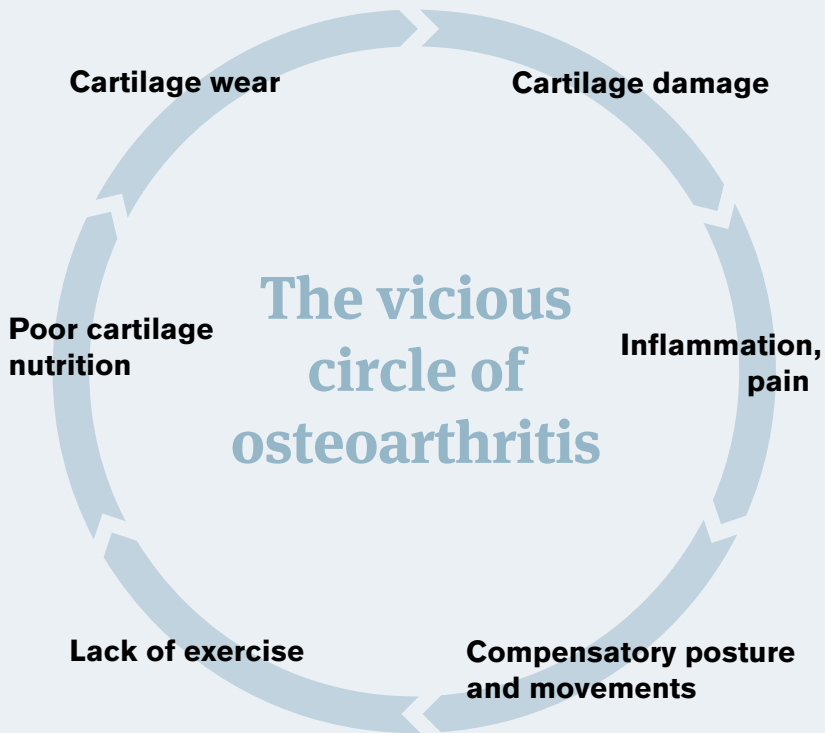 Cartilage wear
Cartilage damage
The vicious
circle of
osteoarthritis
Poor cartilage
nutrition
Inflammation,
pain
Lack of exercise
Compensatory posture
and movements